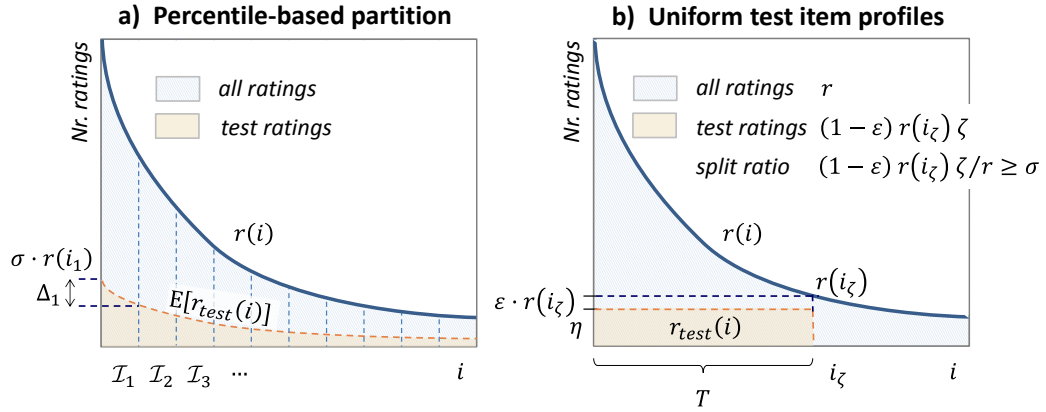 a) Percentile-based partition
Nr. ratings
all ratings
test ratings
r(i)
σ · r(i₁)
Δ₁
E[r_test(i)]
ℐ₁ ℐ₂ ℐ₃ ... i
b) Uniform test item profiles
Nr. ratings
all ratings r
test ratings (1 − ε) r(i_ζ) ζ
split ratio (1 − ε) r(i_ζ) ζ/r ≥ σ
r(i)
r(i_ζ)
ε · r(i_ζ)
η
r_test(i)
i_ζ i
T